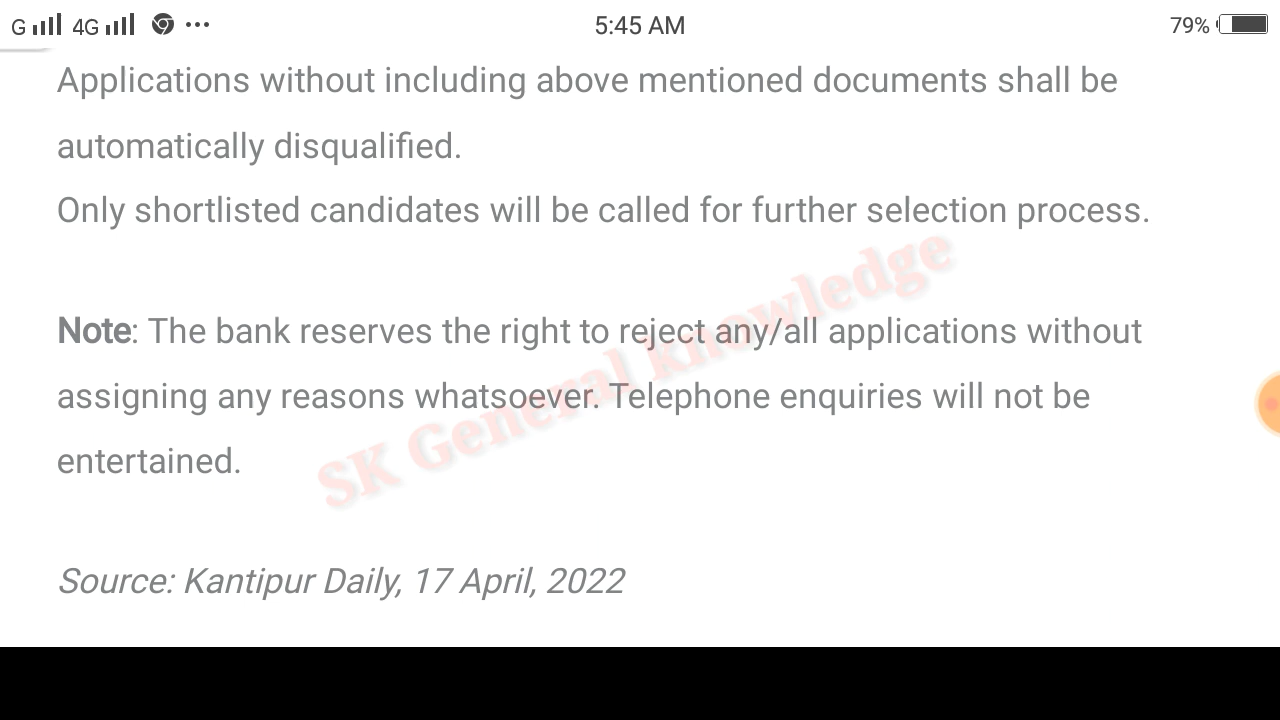 G 4G ••• 5:45 AM 79%
Applications without including above mentioned documents shall be
automatically disqualified.
Only shortlisted candidates will be called for further selection process.
Note: The bank reserves the right to reject any/all applications without
assigning any reasons whatsoever. Telephone enquiries will not be
entertained.
SK General knowledge
Source: Kantipur Daily, 17 April, 2022